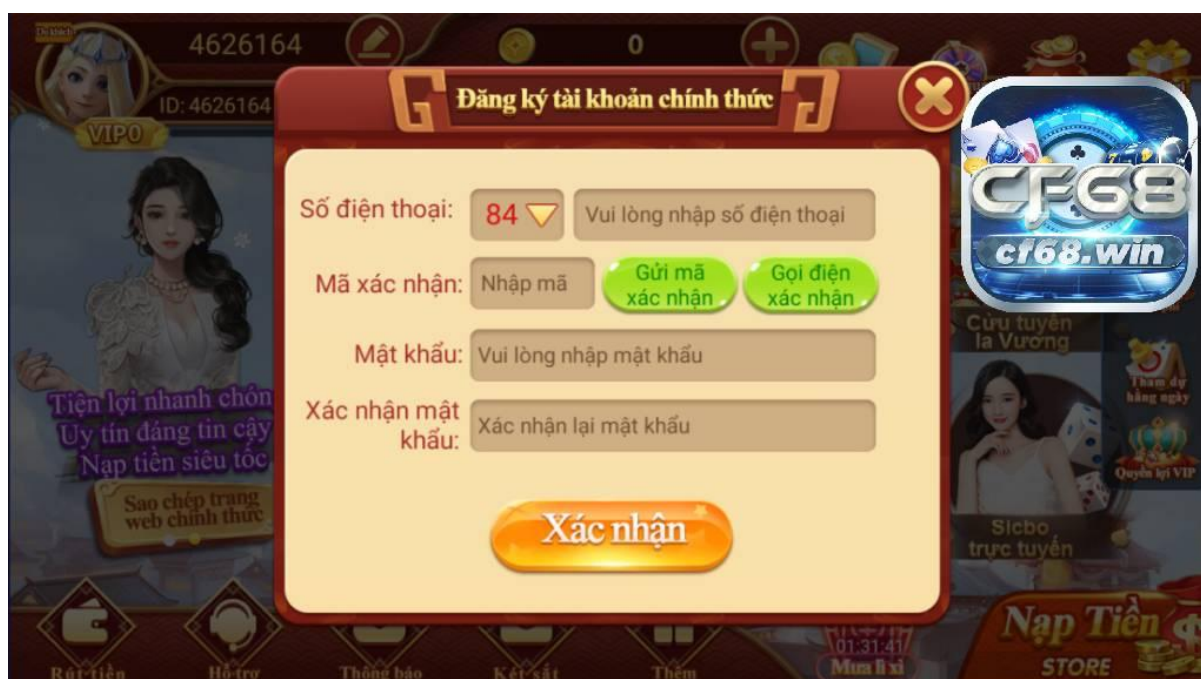 4626164
0
ID: 4626164
VIP0
Đăng ký tài khoản chính thức
CF68
cf68.win
Số điện thoại:
84
Vui lòng nhập số điện thoại
Mã xác nhận:
Nhập mã
Gửi mã
xác nhận
Gọi điện
xác nhận
Mật khẩu:
Vui lòng nhập mật khẩu
Xác nhận mật
khẩu:
Xác nhận lại mật khẩu
Xác nhận
Tiện lợi nhanh chón
Uy tín đáng tin cậy
Nạp tiền siêu tốc
Sao chép trang
web chính thức
Cửu tuyến
la Vương
Tham dự
hằng ngày
Quyền lợi VIP
Sicbo
trực tuyến
Rút tiền
Hỗ trợ
Thông báo
Két sắt
Thêm
01:31:41
Mưa lì xì
Nạp Tiền
STORE